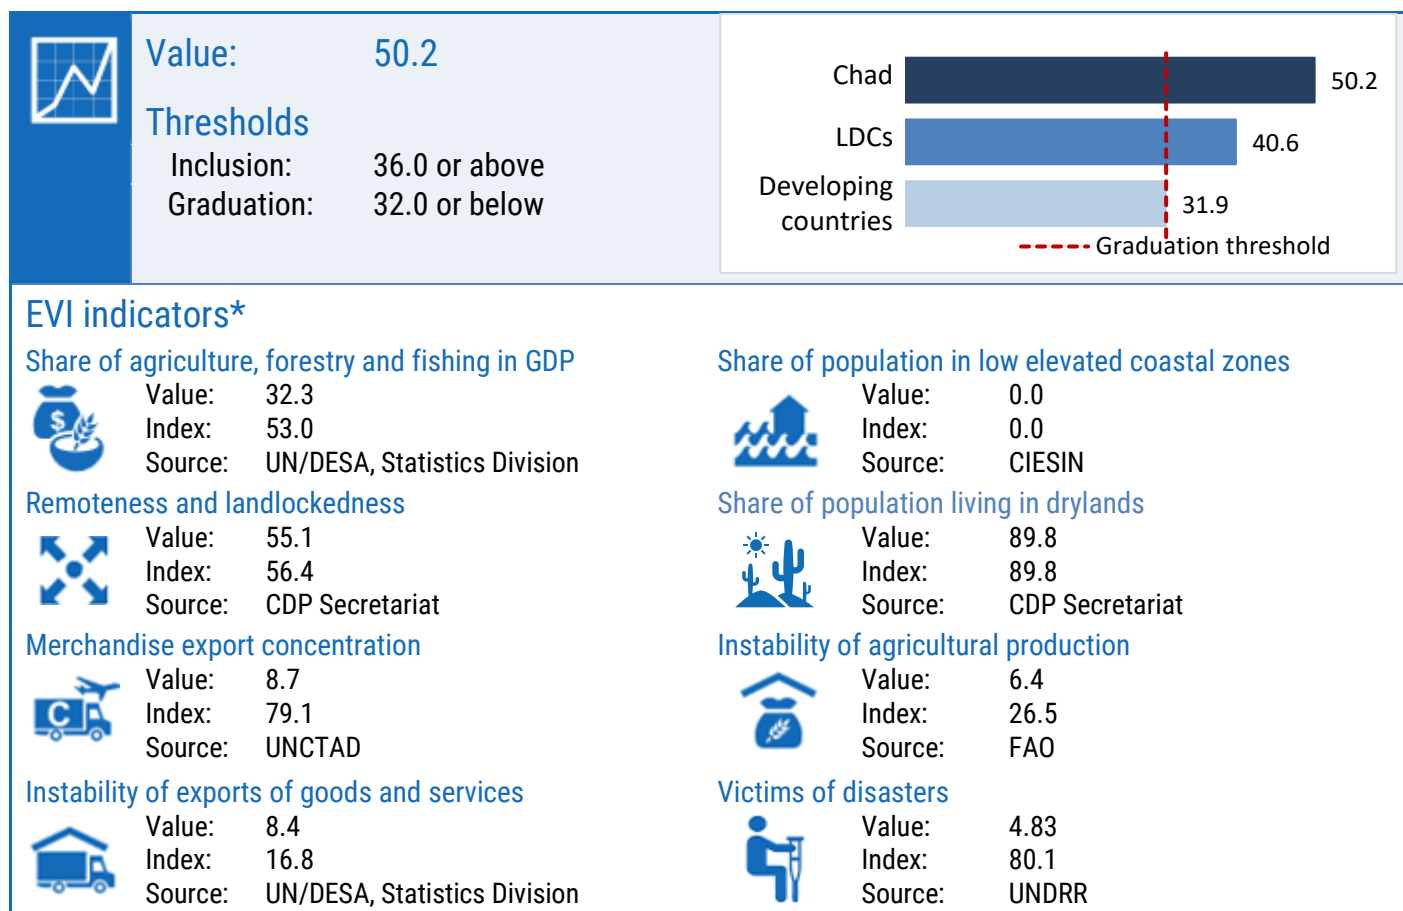 Value: 50.2
Thresholds
Inclusion: 36.0 or above
Graduation: 32.0 or below
Chad 50.2
LDCs 40.6
Developing
countries 31.9
Graduation threshold
EVI indicators*
Share of agriculture, forestry and fishing in GDP
$
Value: 32.3
Index: 53.0
Source: UN/DESA, Statistics Division
Share of population in low elevated coastal zones
Value: 0.0
Index: 0.0
Source: CIESIN
Remoteness and landlockedness
Value: 55.1
Index: 56.4
Source: CDP Secretariat
Share of population living in drylands
Value: 89.8
Index: 89.8
Source: CDP Secretariat
Merchandise export concentration
C
Value: 8.7
Index: 79.1
Source: UNCTAD
Instability of agricultural production
Value: 6.4
Index: 26.5
Source: FAO
Instability of exports of goods and services
Value: 8.4
Index: 16.8
Source: UN/DESA, Statistics Division
Victims of disasters
Value: 4.83
Index: 80.1
Source: UNDRR